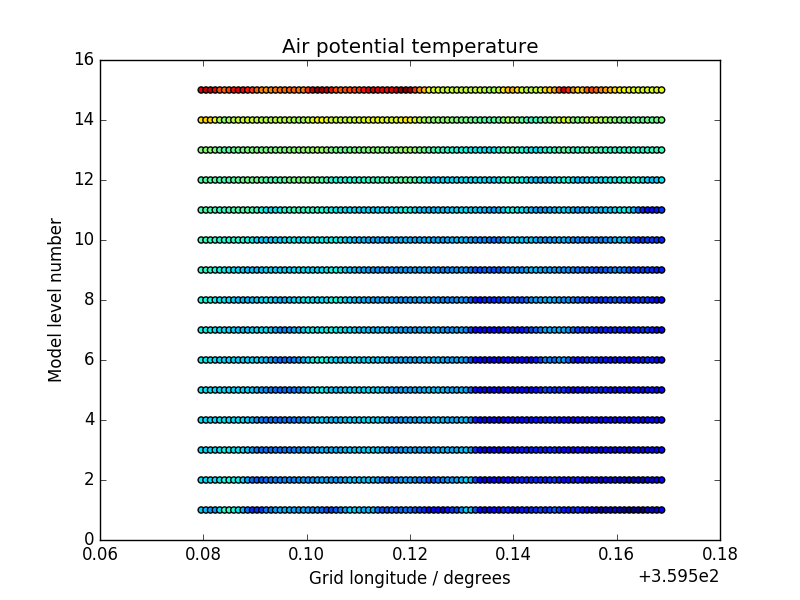 Air potential temperature
16
14
12
10
8
6
4
2
0
Model level number
0.06 0.08 0.10 0.12 0.14 0.16 0.18
Grid longitude / degrees
+3.595e2